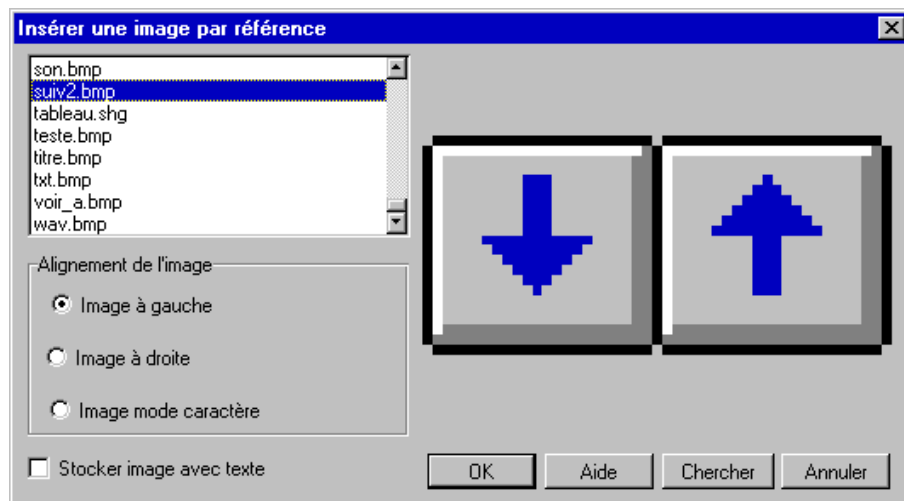 Insérer une image par référence
son.bmp
suiv2.bmp
tableau.shg
teste.bmp
titre.bmp
txt.bmp
voir_a.bmp
wav.bmp
Alignement de l'image
Image à gauche
Image à droite
Image mode caractère
Stocker image avec texte
OK
Aide
Chercher
Annuler